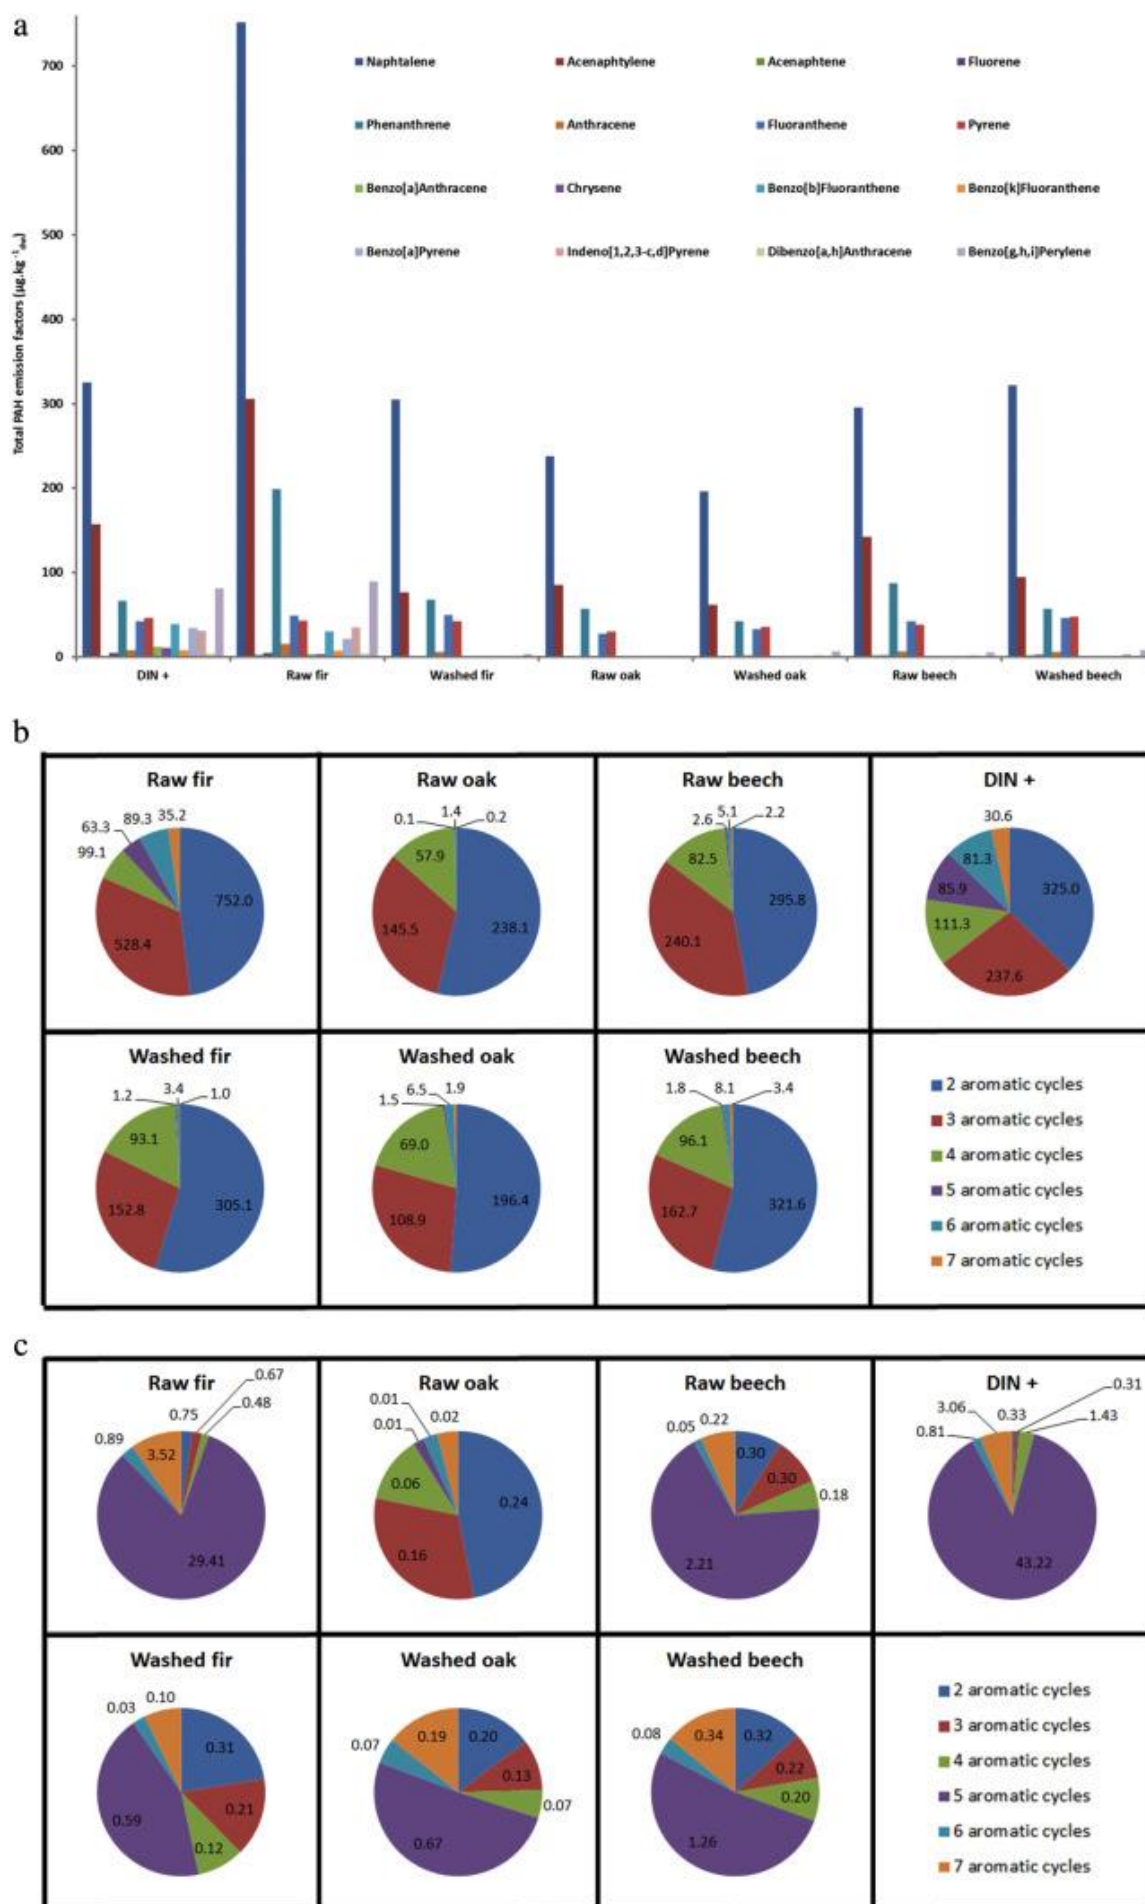 a
700
600
500
400
300
200
100
0
Total PAH emission factors (µg.kg⁻¹dw)
Naphtalene Acenaphtylene Acenaphtene Fluorene
Phenanthrene Anthracene Fluoranthene Pyrene
Benzo[a]Anthracene Chrysene Benzo[b]Fluoranthene Benzo[k]Fluoranthene
Benzo[a]Pyrene Indeno[1,2,3-c,d]Pyrene Dibenzo[a,h]Anthracene Benzo[g,h,i]Perylene
DIN + Raw fir Washed fir Raw oak Washed oak Raw beech Washed beech
b
Raw fir
63.3 89.3 35.2
99.1
752.0
528.4
Raw oak
0.1 1.4 0.2
57.9
145.5 238.1
Raw beech
2.6 5.1 2.2
82.5
295.8
240.1
DIN +
30.6
81.3 325.0
85.9
111.3
237.6
Washed fir
1.2 3.4 1.0
93.1
152.8 305.1
Washed oak
1.5 6.5 1.9
69.0
196.4
108.9
Washed beech
1.8 8.1 3.4
96.1
162.7 321.6
2 aromatic cycles
3 aromatic cycles
4 aromatic cycles
5 aromatic cycles
6 aromatic cycles
7 aromatic cycles
c
Raw fir
0.67
0.75 0.48
0.89
3.52
29.41
Raw oak
0.01 0.02
0.01
0.06
0.24
0.16
Raw beech
0.05 0.22
0.30
0.30
0.18
2.21
DIN +
0.31
3.06 0.33 1.43
0.81
43.22
Washed fir
0.03 0.10
0.31
0.21
0.59
0.12
Washed oak
0.19 0.20
0.07
0.13
0.07
0.67
Washed beech
0.08 0.34 0.32
0.22
0.20
1.26
2 aromatic cycles
3 aromatic cycles
4 aromatic cycles
5 aromatic cycles
6 aromatic cycles
7 aromatic cycles